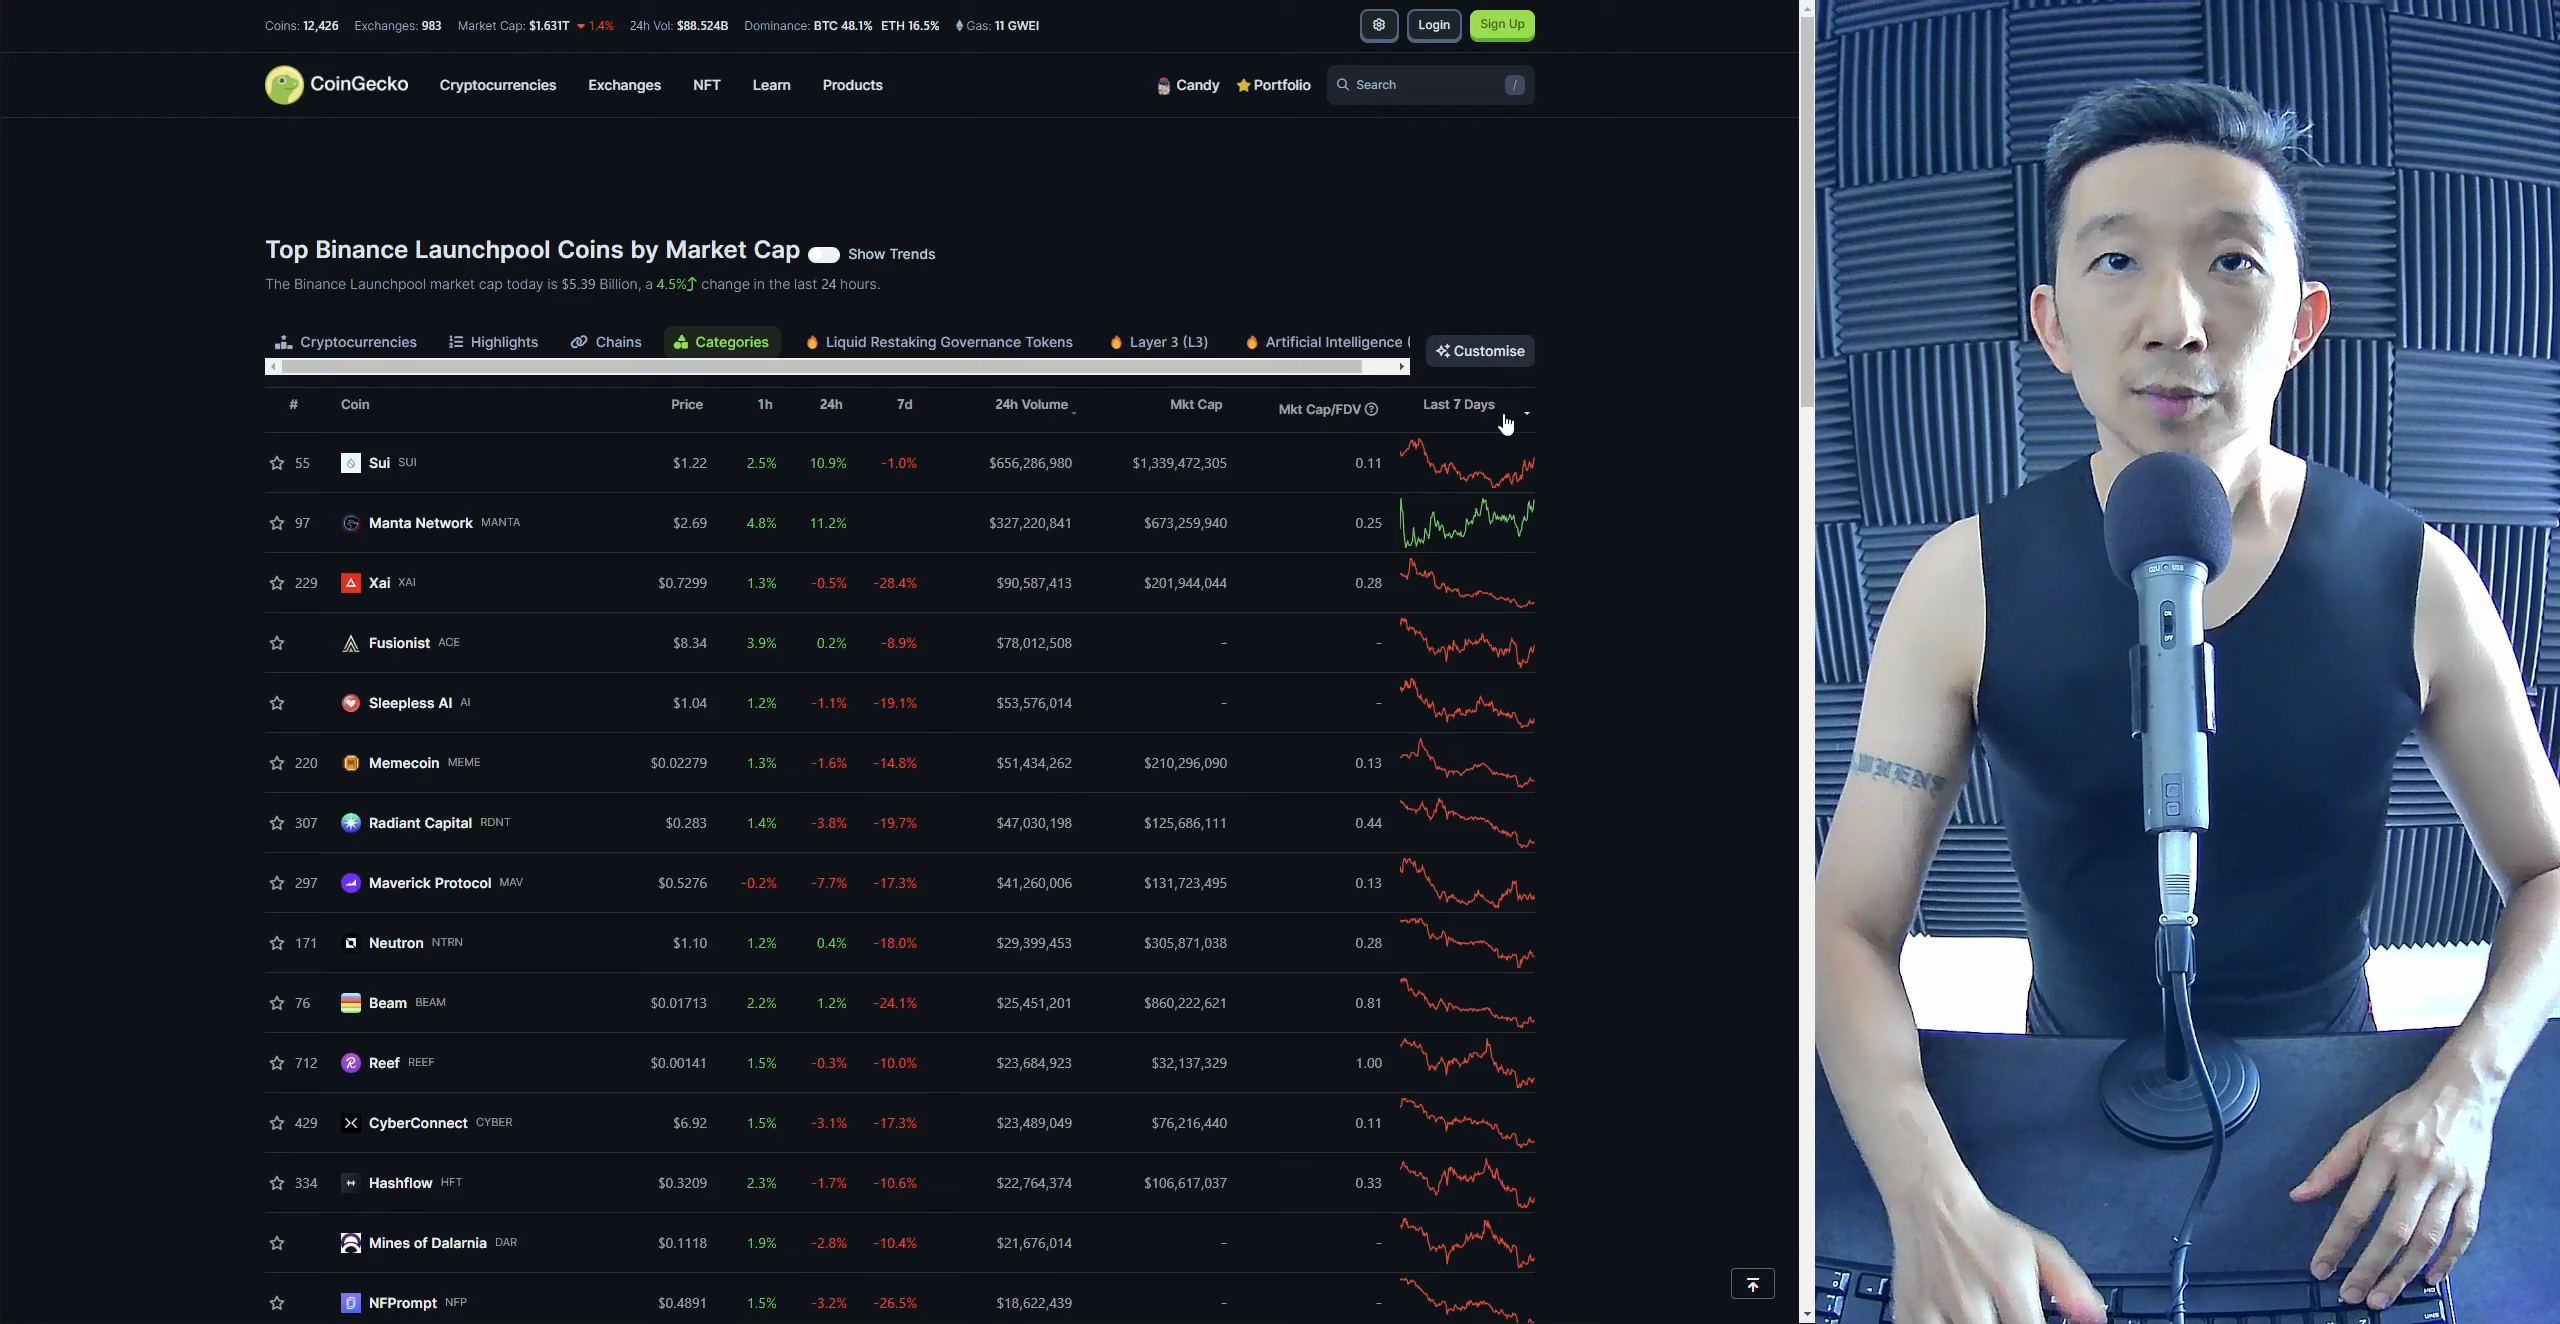 Coins: 12,426 Exchanges: 983 Market Cap: $1.631T 1.4% 24h Vol: $88.524B Dominance: BTC 48.1% ETH 16.5% Gas: 11 GWEI Login Sign Up
CoinGecko Cryptocurrencies Exchanges NFT Learn Products Candy Portfolio Search /
Top Binance Launchpool Coins by Market Cap Show Trends
The Binance Launchpool market cap today is $5.39 Billion, a 4.5% change in the last 24 hours.
Cryptocurrencies Highlights Chains Categories Liquid Restaking Governance Tokens Layer 3 (L3) Artificial Intelligence ( Customise
# Coin Price 1h 24h 7d 24h Volume Mkt Cap Mkt Cap/FDV Last 7 Days
55 Sui SUI $1.22 2.5% 10.9% -1.0% $656,286,980 $1,339,472,305 0.11
97 Manta Network MANTA $2.69 4.8% 11.2% $327,220,841 $673,259,940 0.25
229 Xai XAI $0.7299 1.3% -0.5% -28.4% $90,587,413 $201,944,044 0.28
Fusionist ACE $8.34 3.9% 0.2% -8.9% $78,012,508 - -
Sleepless AI AI $1.04 1.2% -1.1% -19.1% $53,576,014 - -
220 Memecoin MEME $0.02279 1.3% -1.6% -14.8% $51,434,262 $210,296,090 0.13
307 Radiant Capital RDNT $0.283 1.4% -3.8% -19.7% $47,030,198 $125,686,111 0.44
297 Maverick Protocol MAV $0.5276 -0.2% -7.7% -17.3% $41,260,006 $131,723,495 0.13
171 Neutron NTRN $1.10 1.2% 0.4% -18.0% $29,399,453 $305,871,038 0.28
76 Beam BEAM $0.01713 2.2% 1.2% -24.1% $25,451,201 $860,222,621 0.81
712 Reef REEF $0.00141 1.5% -0.3% -10.0% $23,684,923 $32,137,329 1.00
429 CyberConnect CYBER $6.92 1.5% -3.1% -17.3% $23,489,049 $76,216,440 0.11
334 Hashflow HFT $0.3209 2.3% -1.7% -10.6% $22,764,374 $106,617,037 0.33
Mines of Dalarnia DAR $0.1118 1.9% -2.8% -10.4% $21,676,014 - -
NFPrompt NFP $0.4891 1.5% -3.2% -26.5% $18,622,439 - -
ON
OFF